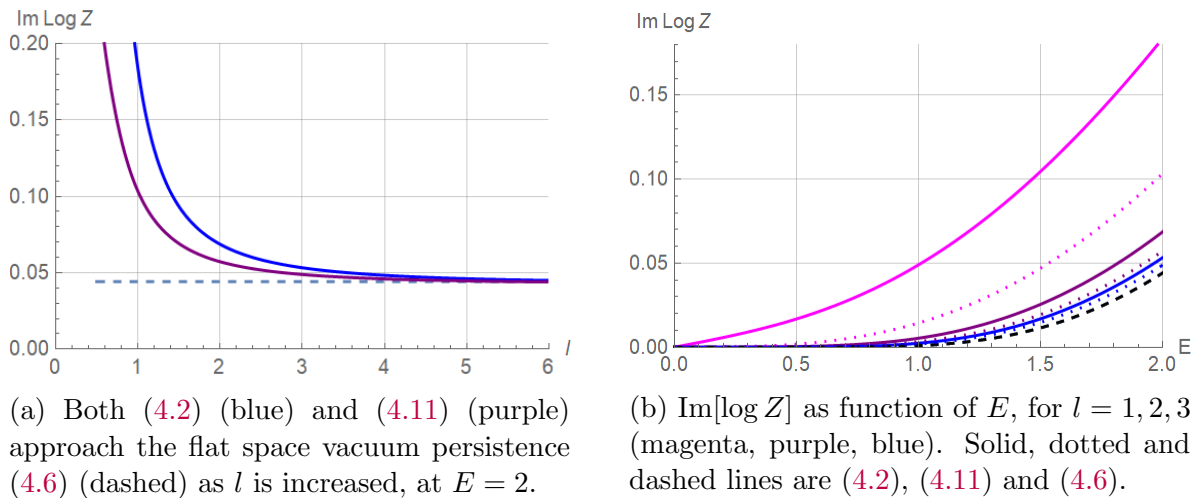 Im Log Z
0.20
0.15
0.10
0.05
0.00
0 1 2 3 4 5 6 l
(a) Both (4.2) (blue) and (4.11) (purple)
approach the flat space vacuum persistence
(4.6) (dashed) as l is increased, at E = 2.
Im Log Z
0.15
0.10
0.05
0.00
0.0 0.5 1.0 1.5 2.0 E
(b) Im[log Z] as function of E, for l = 1, 2, 3
(magenta, purple, blue). Solid, dotted and
dashed lines are (4.2), (4.11) and (4.6).